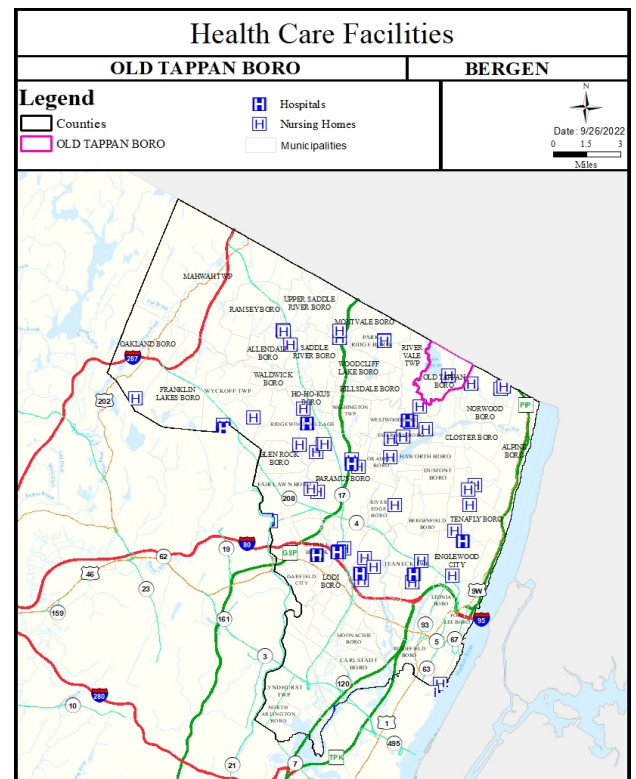 Health Care Facilities
OLD TAPPAN BORO
BERGEN
Legend
Counties
OLD TAPPAN BORO
H
Hospitals
H
Nursing Homes
Municipalities
N
Date: 9/26/2022
0 1.5 3
Miles
MAHWAH TWP
UPPER SADDLE
RIVER BORO
RAMSEY BORO
MONTVALE BORO
OAKLAND BORO
287
ALLENDALE
BORO
SADDLE
RIVER BORO
RIVER
VALE
TWP
WOODCLIFF
LAKE BORO
WALDWICK
BORO
OLD TAPPAN
BORO
FRANKLIN
LAKES BORO
WYCKOFF TWP
HILLSDALE BORO
202
HO-HO-KUS
BORO
WASHINGTON
TWP
NORWOOD
BORO
PIP
RIDGEWOOD VILLAGE
CLOSTER BORO
ALPINE
BORO
GLEN ROCK
BORO
HAWORTH BORO
PARAMUS BORO
DUMONT
BORO
FAIR LAWN BORO
208
17
RIVER
EDGE
BORO
4
BERGENFIELD
BORO
TENAFLY BORO
19
80
GSP
62
ENGLEWOOD
CITY
46
GARFIELD
CITY
LODI
BORO
TEANECK
23
9W
LEONIA
BORO
159
161
93
95
5
67
MOONACHIE
BORO
3
CARLSTADT
BORO
63
280
120
LYNDHURST
TWP
10
NORTH
ARLINGTON
BORO
1
495
21
7
TPK